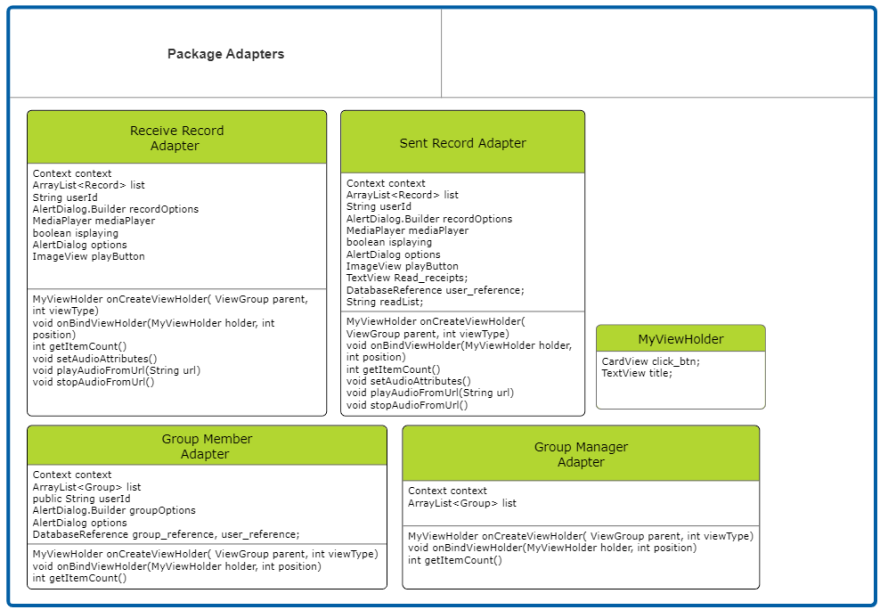 Package Adapters
Receive Record
Adapter
Context context
ArrayList<Record> list
String userId
AlertDialog.Builder recordOptions
MediaPlayer mediaPlayer
boolean isplaying
AlertDialog options
ImageView playButton
MyViewHolder onCreateViewHolder( ViewGroup parent,
int viewType)
void onBindViewHolder(MyViewHolder holder, int
position)
int getItemCount()
void setAudioAttributes()
void playAudioFromUrl(String url)
void stopAudioFromUrl()
Sent Record Adapter
Context context
ArrayList<Record> list
String userId
AlertDialog.Builder recordOptions
MediaPlayer mediaPlayer
boolean isplaying
AlertDialog options
ImageView playButton
TextView Read_receipts;
DatabaseReference user_reference;
String readList;
MyViewHolder onCreateViewHolder(
ViewGroup parent, int viewType)
void onBindViewHolder(MyViewHolder holder,
int position)
int getItemCount()
void setAudioAttributes()
void playAudioFromUrl(String url)
void stopAudioFromUrl()
MyViewHolder
CardView click_btn;
TextView title;
Group Member
Adapter
Context context
ArrayList<Group> list
public String userId
AlertDialog.Builder groupOptions
AlertDialog options
DatabaseReference group_reference, user_reference;
MyViewHolder onCreateViewHolder( ViewGroup parent, int viewType)
void onBindViewHolder(MyViewHolder holder, int position)
int getItemCount()
Group Manager
Adapter
Context context
ArrayList<Group> list
MyViewHolder onCreateViewHolder( ViewGroup parent, int viewType)
void onBindViewHolder(MyViewHolder holder, int position)
int getItemCount()